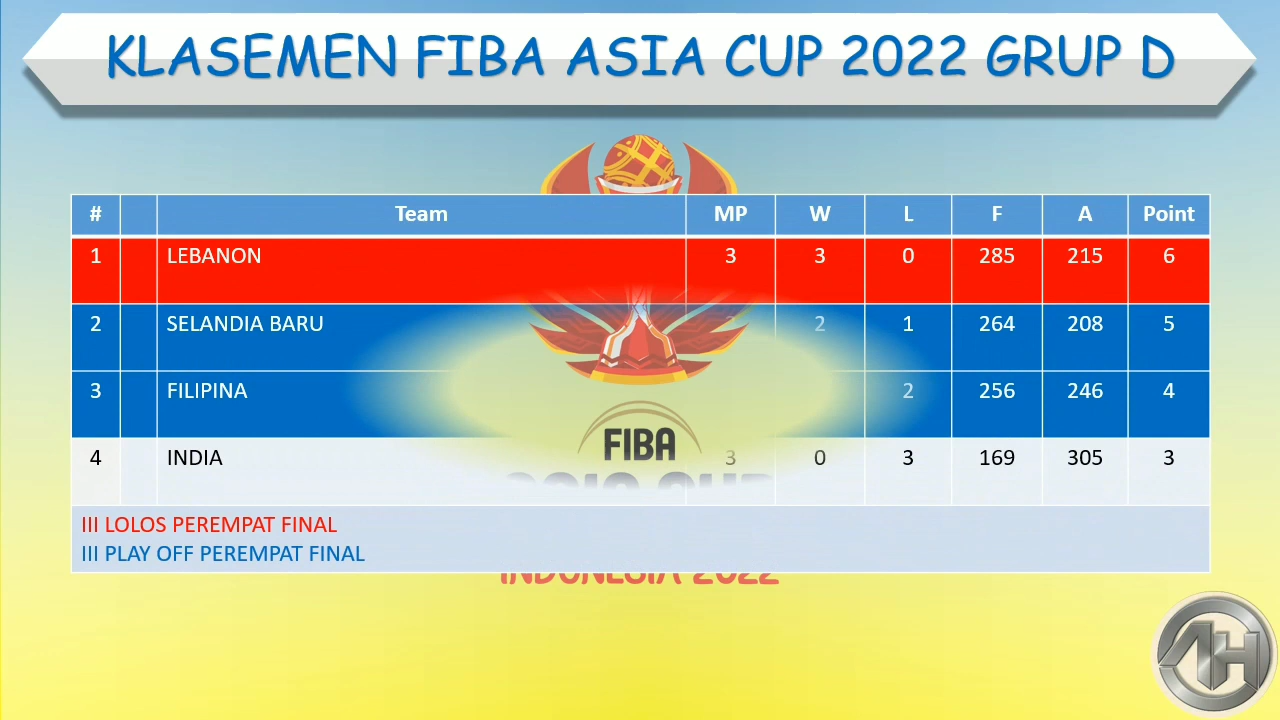 KLASEMEN FIBA ASIA CUP 2022 GRUP D
# Team MP W L F A Point
1 LEBANON 3 3 0 285 215 6
2 SELANDIA BARU 2 1 264 208 5
3 FILIPINA 2 256 246 4
FIBA
4 INDIA 3 0 3 169 305 3
III LOLOS PEREMPAT FINAL
III PLAY OFF PEREMPAT FINAL
INDONESIA 2022
AH